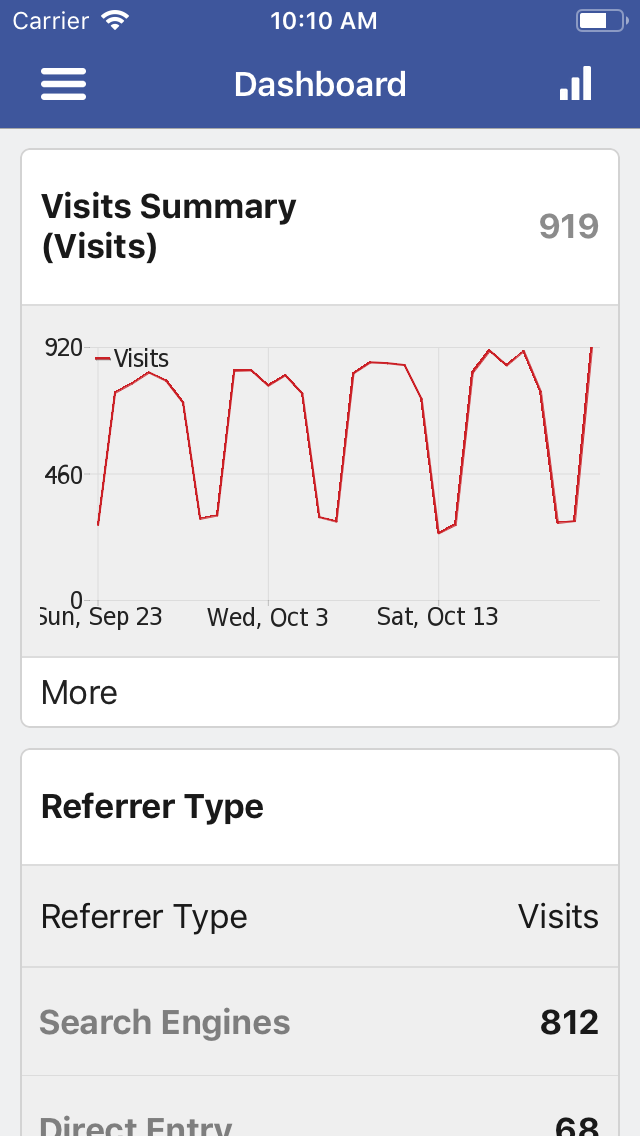 Carrier 10:10 AM
Dashboard
Visits Summary
(Visits)
919
920
Visits
460
0
Sun, Sep 23 Wed, Oct 3 Sat, Oct 13
More
Referrer Type
Referrer Type Visits
Search Engines 812
Direct Entry 68